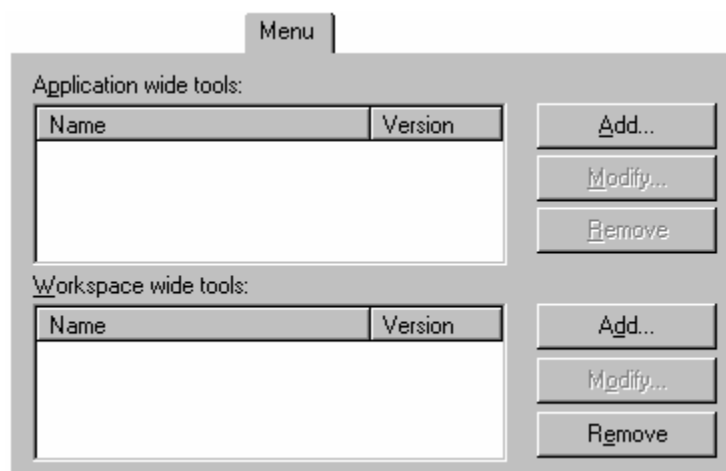 Menu
Application wide tools:
Name Version Add...
Modify...
Remove
Workspace wide tools:
Name Version Add...
Modify...
Remove